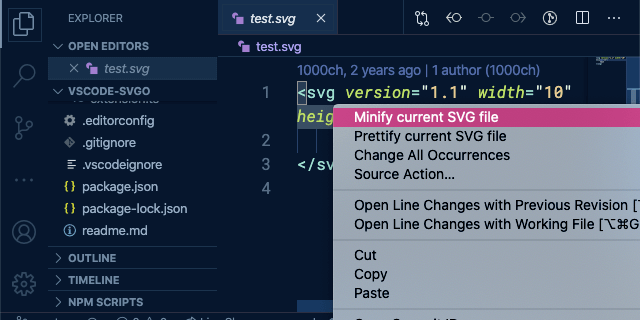 EXPLORER
OPEN EDITORS
test.svg
VSCODE-SVGO
.editorconfig
.gitignore
.vscodeignore
package.json
package-lock.json
readme.md
OUTLINE
TIMELINE
NPM SCRIPTS
test.svg
test.svg
1000ch, 2 years ago | 1 author (1000ch)
1 <svg version="1.1" width="10"
heig
2
3 </sv
4
Minify current SVG file
Prettify current SVG file
Change All Occurrences
Source Action...
Open Line Changes with Previous Revision
Open Line Changes with Working File [⌥⌘G
Cut
Copy
Paste